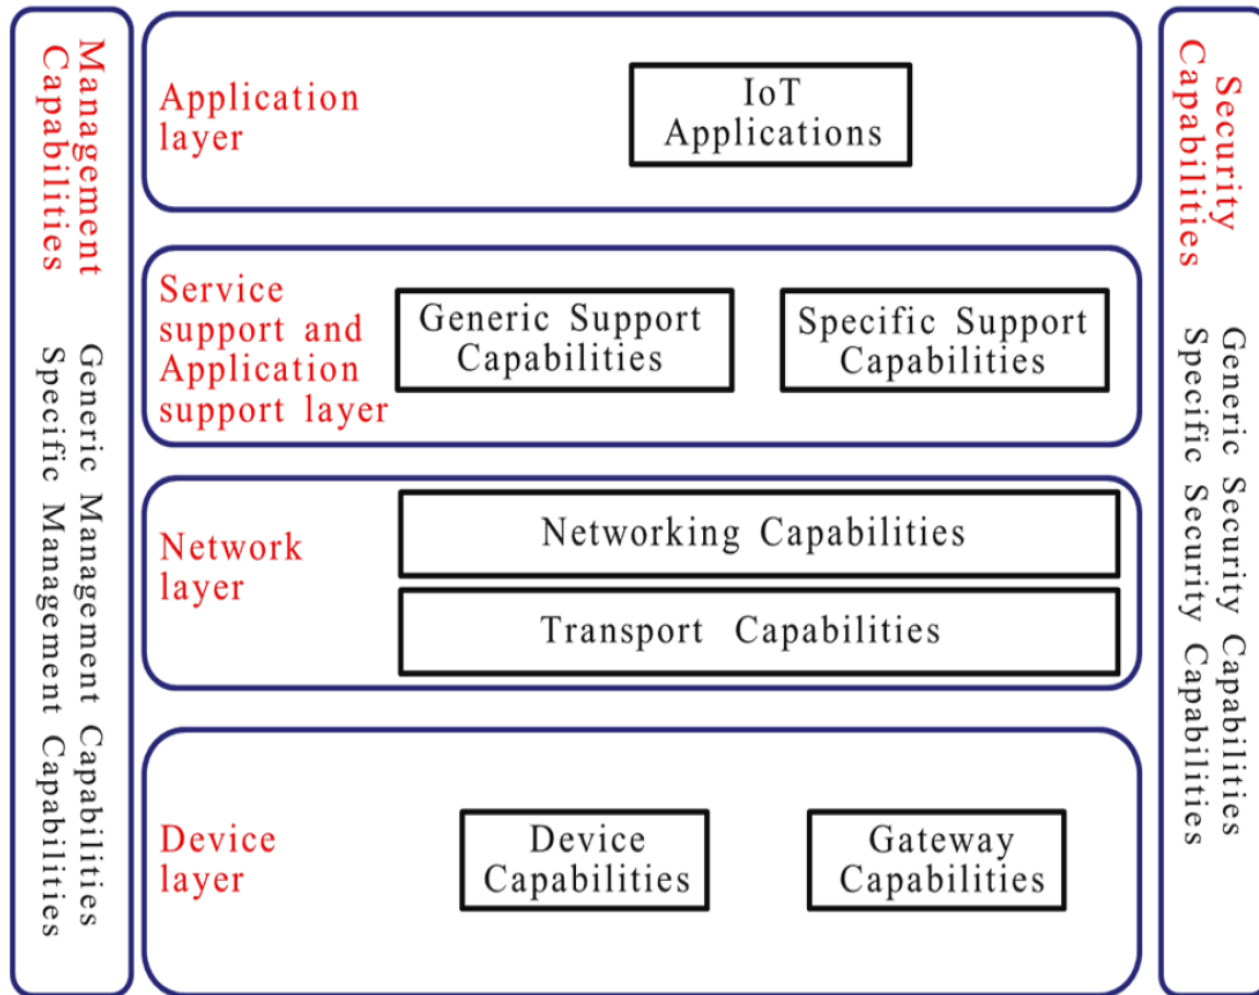 Management
Capabilities
Generic Management Capabilities
Specific Management Capabilities
Application
layer
IoT
Applications
Service
support and
Application
support layer
Generic Support
Capabilities
Specific Support
Capabilities
Network
layer
Networking Capabilities
Transport Capabilities
Device
layer
Device
Capabilities
Gateway
Capabilities
Security
Capabilities
Generic Security Capabilities
Specific Security Capabilities